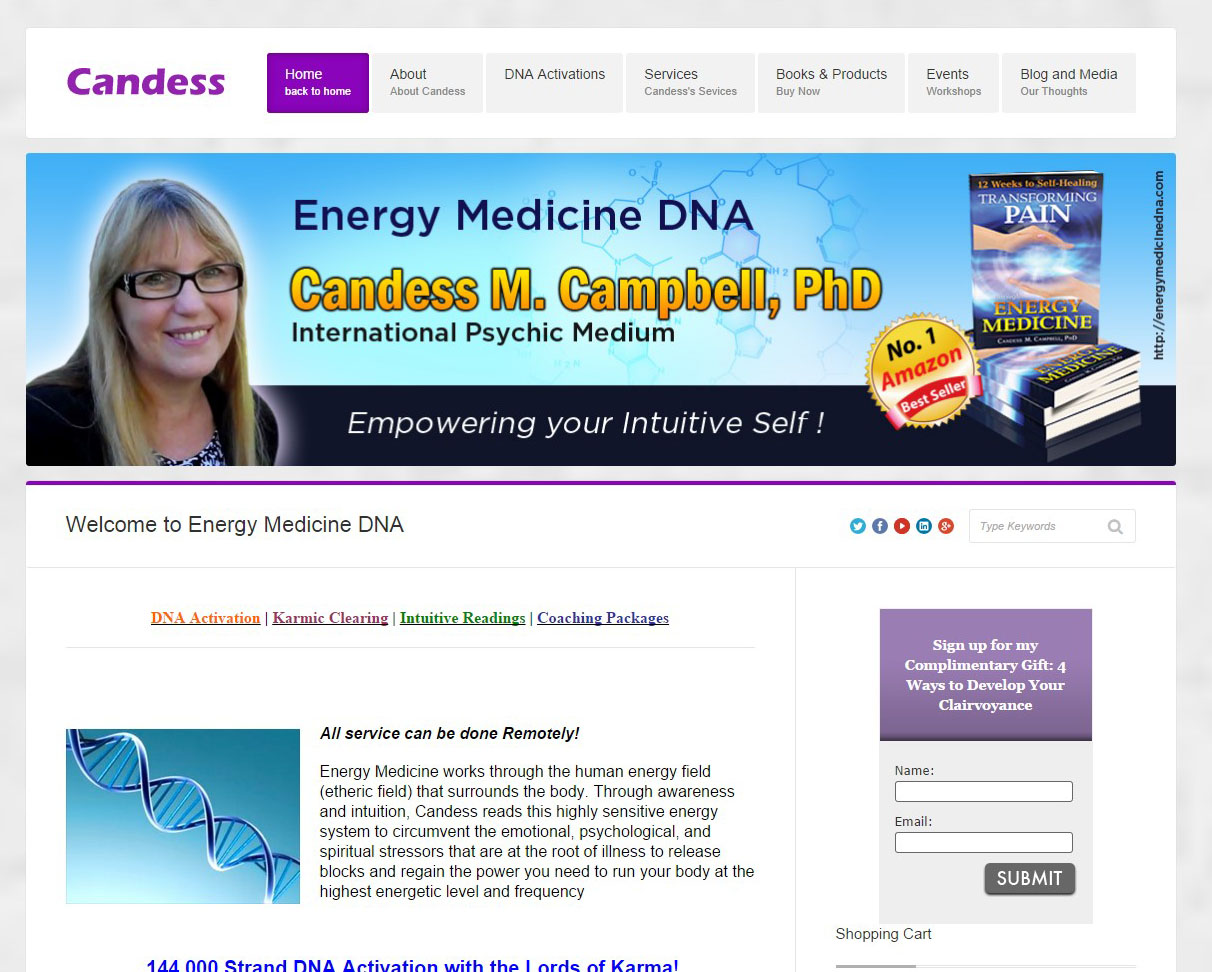 Candess
Home
back to home
About
About Candess
DNA Activations
Services
Candess's Sevices
Books & Products
Buy Now
Events
Workshops
Blog and Media
Our Thoughts
Energy Medicine DNA
Candess M. Campbell, PhD
International Psychic Medium
Empowering your Intuitive Self !
12 Weeks to Self-Healing
TRANSFORMING
PAIN
ENERGY
MEDICINE
CANDESS M. CAMPBELL, PHD
No. 1
Amazon
Best Seller
http://energymedicinedna.com
Welcome to Energy Medicine DNA
Type Keywords
DNA Activation | Karmic Clearing | Intuitive Readings | Coaching Packages
All service can be done Remotely!
Energy Medicine works through the human energy field
(etheric field) that surrounds the body. Through awareness
and intuition, Candess reads this highly sensitive energy
system to circumvent the emotional, psychological, and
spiritual stressors that are at the root of illness to release
blocks and regain the power you need to run your body at the
highest energetic level and frequency
144,000 Strand DNA Activation with the Lords of Karma!
Sign up for my
Complimentary Gift: 4
Ways to Develop Your
Clairvoyance
Name:
Email:
SUBMIT
Shopping Cart